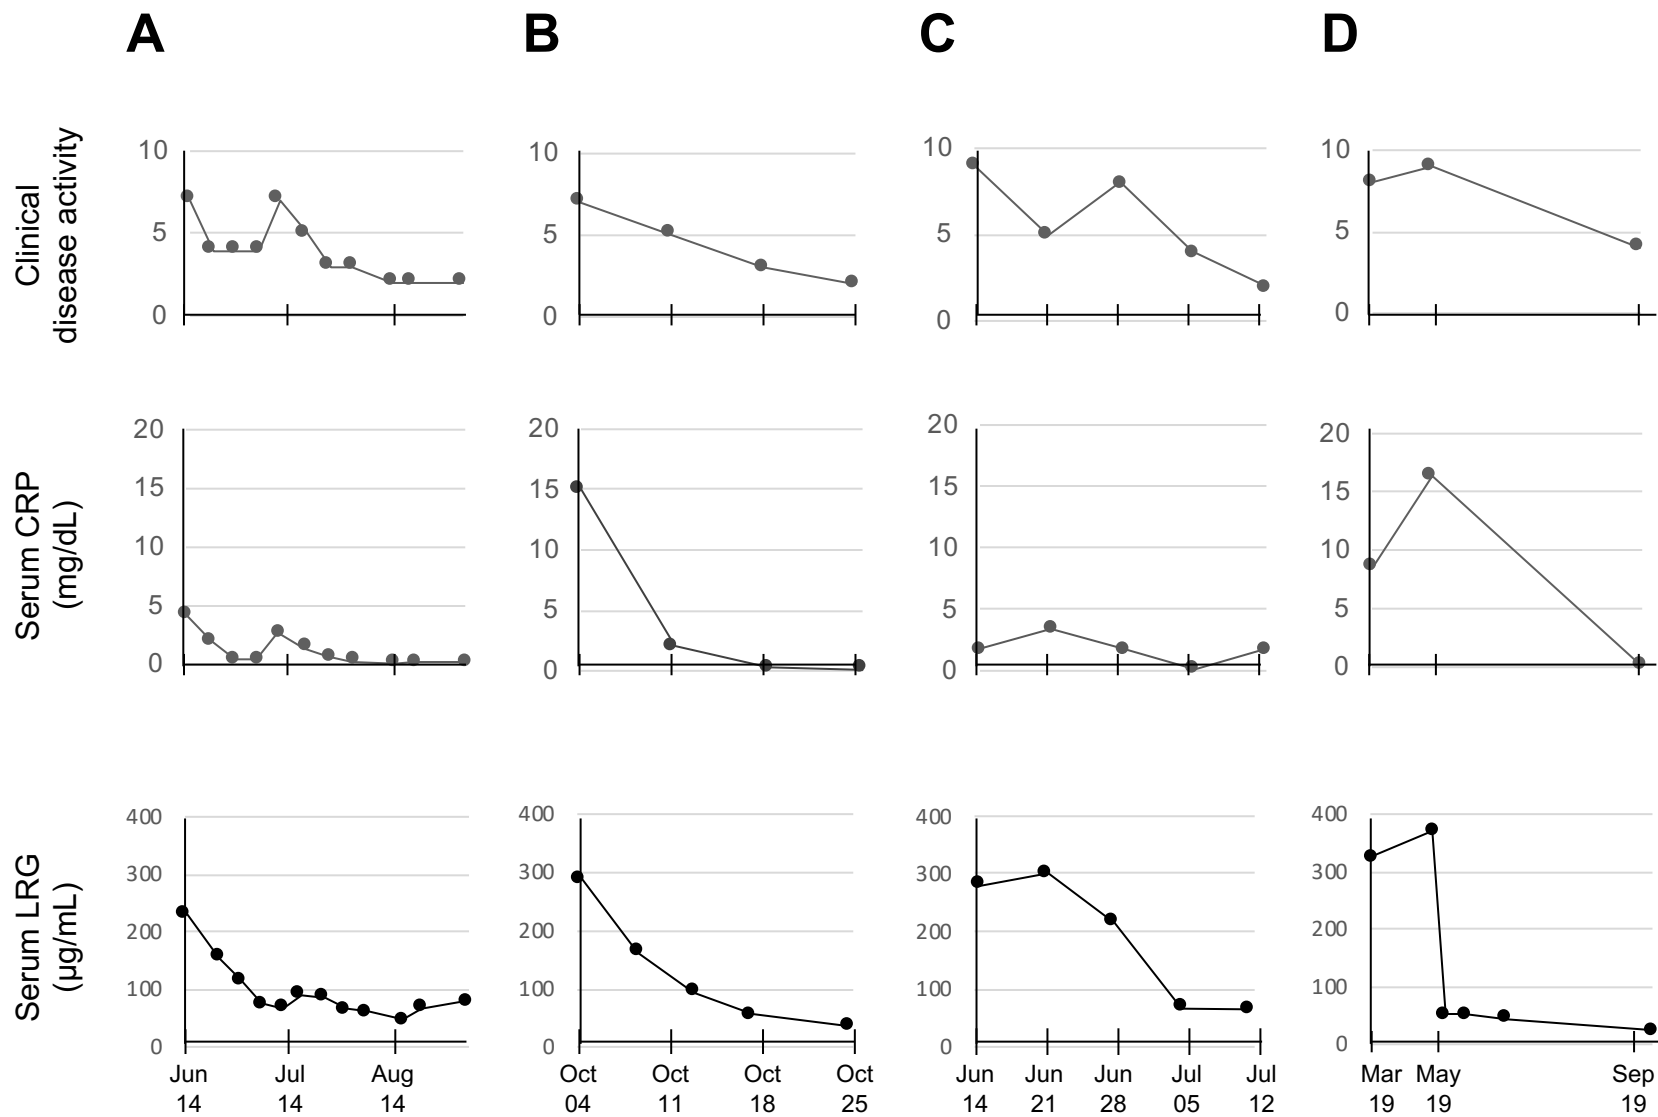 A
B
C
D
Clinical
disease activity
10
5
0
10
5
0
10
5
0
10
5
0
Serum CRP
(mg/dL)
20
15
10
5
0
20
15
10
5
0
20
15
10
5
0
20
15
10
5
0
Serum LRG
(μg/mL)
400
300
200
100
0
400
300
200
100
0
400
300
200
100
0
400
300
200
100
0
Jun Jul Aug
14 14 14
Oct Oct Oct Oct
04 11 18 25
Jun Jun Jun Jul Jul
14 21 28 05 12
Mar May Sep
19 19 19